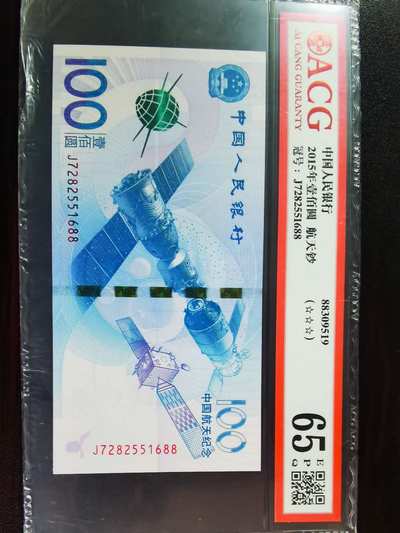 ACG
AI CANG GUARANTY
中国人民银行
2015年壹佰圆 航天钞
冠号：J7282551688
88309519
(☆☆☆)
65
E
P
Q
100
壹佰圆
J7282551688
中国人民银行
100
中国航天纪念
J7282551688